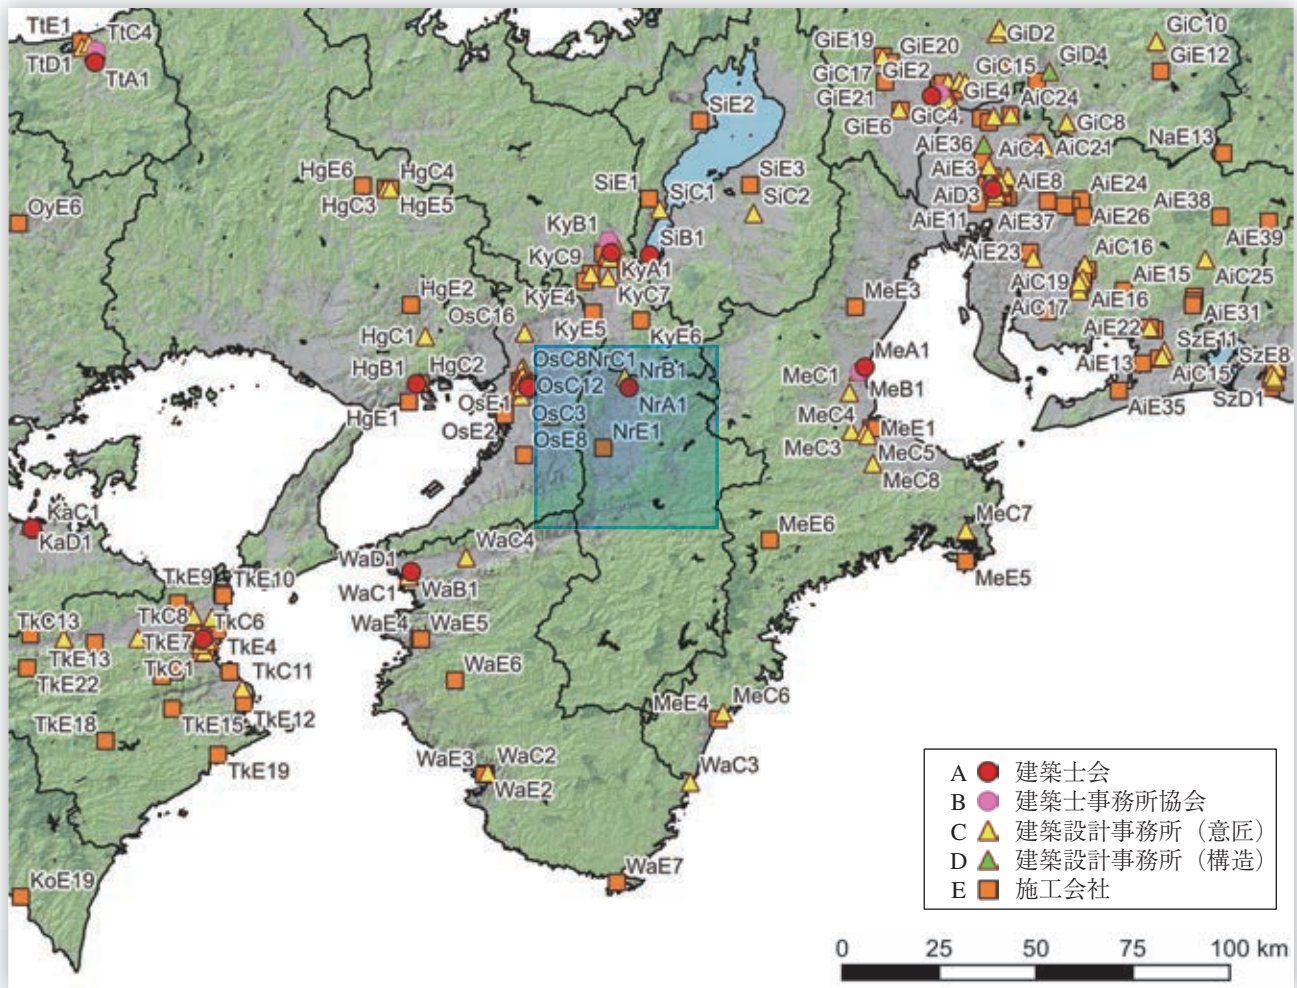 TtE1 TtC4
TtD1
TtA1
GiC10
GiD2
GiE19 GiE20
GiE12
GiC17 GiE2 GiC15 GiD4
GiE21 GiE4 AiC24
GiE6 GiC4 GiC8
SiE2
AiE36 AiC4 AiC21 NaE13
AiE3 AiE8
HgE6 HgC4
HgC3 HgE5
SiE1 SiC1 SiE3
SiC2
AiD3 AiE24
AiE11 AiE37 AiE26 AiE38
OyE6
KyB1
SiB1
AiE39
KyC9 KyA1
AiE23 AiC16
KyE4 KyC7
AiC19 AiE15 AiC25
HgE2
OsC16
AiC17 AiE16
MeE3
KyE5 KyE6
AiE31
HgC1
AiE22 SzE11 SzE8
HgB1 HgC2
OsC8 NrC1
NrB1
MeA1
AiE13
MeC1
AiC15
OsE1 OsC12
MeB1
SzD1
HgE1
OsC3 NrA1
AiE35
OsE2
MeC4
NrE1
MeE1
OsE8
MeC3 MeC5
MeC8
KaC1
KaD1
MeC7
MeE6
WaC4
WaD1
MeE5
WaC1 WaB1
TkE9 TkE10
TkC13 TkC8 TkC6
WaE4 WaE5
TkE7 TkE4
TkE13
TkC1 TkC11
WaE6
TkE22
MeC6
MeE4
TkE18 TkE15 TkE12
WaE3 WaC2
WaC3
TkE19
WaE2
WaE7
KoE19
A 建築士会
B 建築士事務所協会
C 建築設計事務所（意匠）
D 建築設計事務所（構造）
E 施工会社
0 25 50 75 100 km